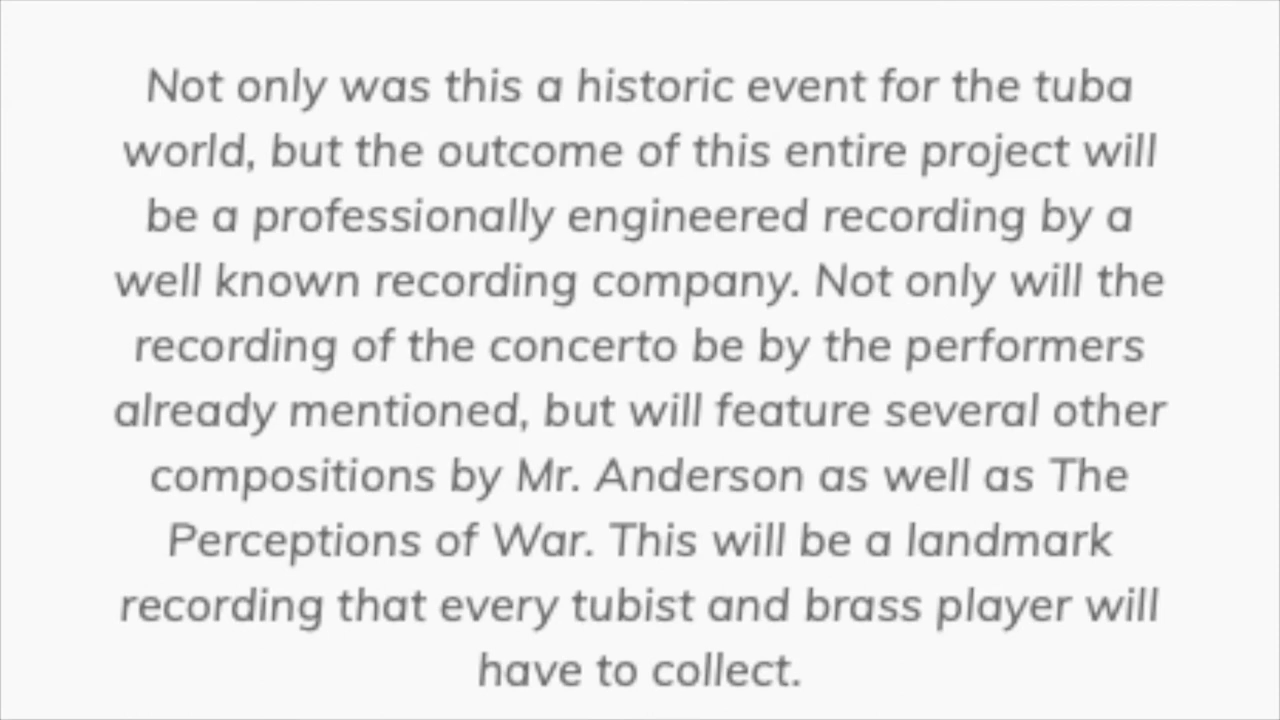 Not only was this a historic event for the tuba
world, but the outcome of this entire project will
be a professionally engineered recording by a
well known recording company. Not only will the
recording of the concerto be by the performers
already mentioned, but will feature several other
compositions by Mr. Anderson as well as The
Perceptions of War. This will be a landmark
recording that every tubist and brass player will
have to collect.